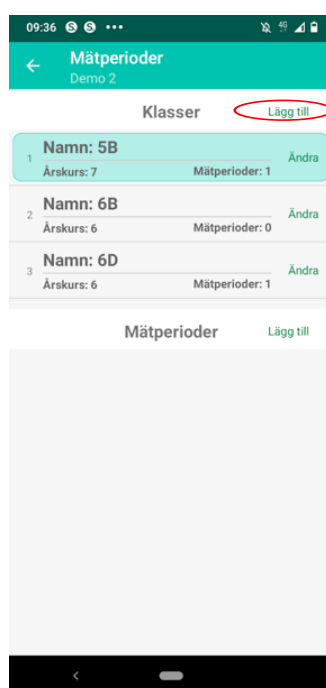 09:36 S S 4G
Mätperioder
Demo 2
Klasser Lägg till
1 Namn: 5B Ändra
Årskurs: 7 Mätperioder: 1
2 Namn: 6B Ändra
Årskurs: 6 Mätperioder: 0
3 Namn: 6D Ändra
Årskurs: 6 Mätperioder: 1
Mätperioder Lägg till